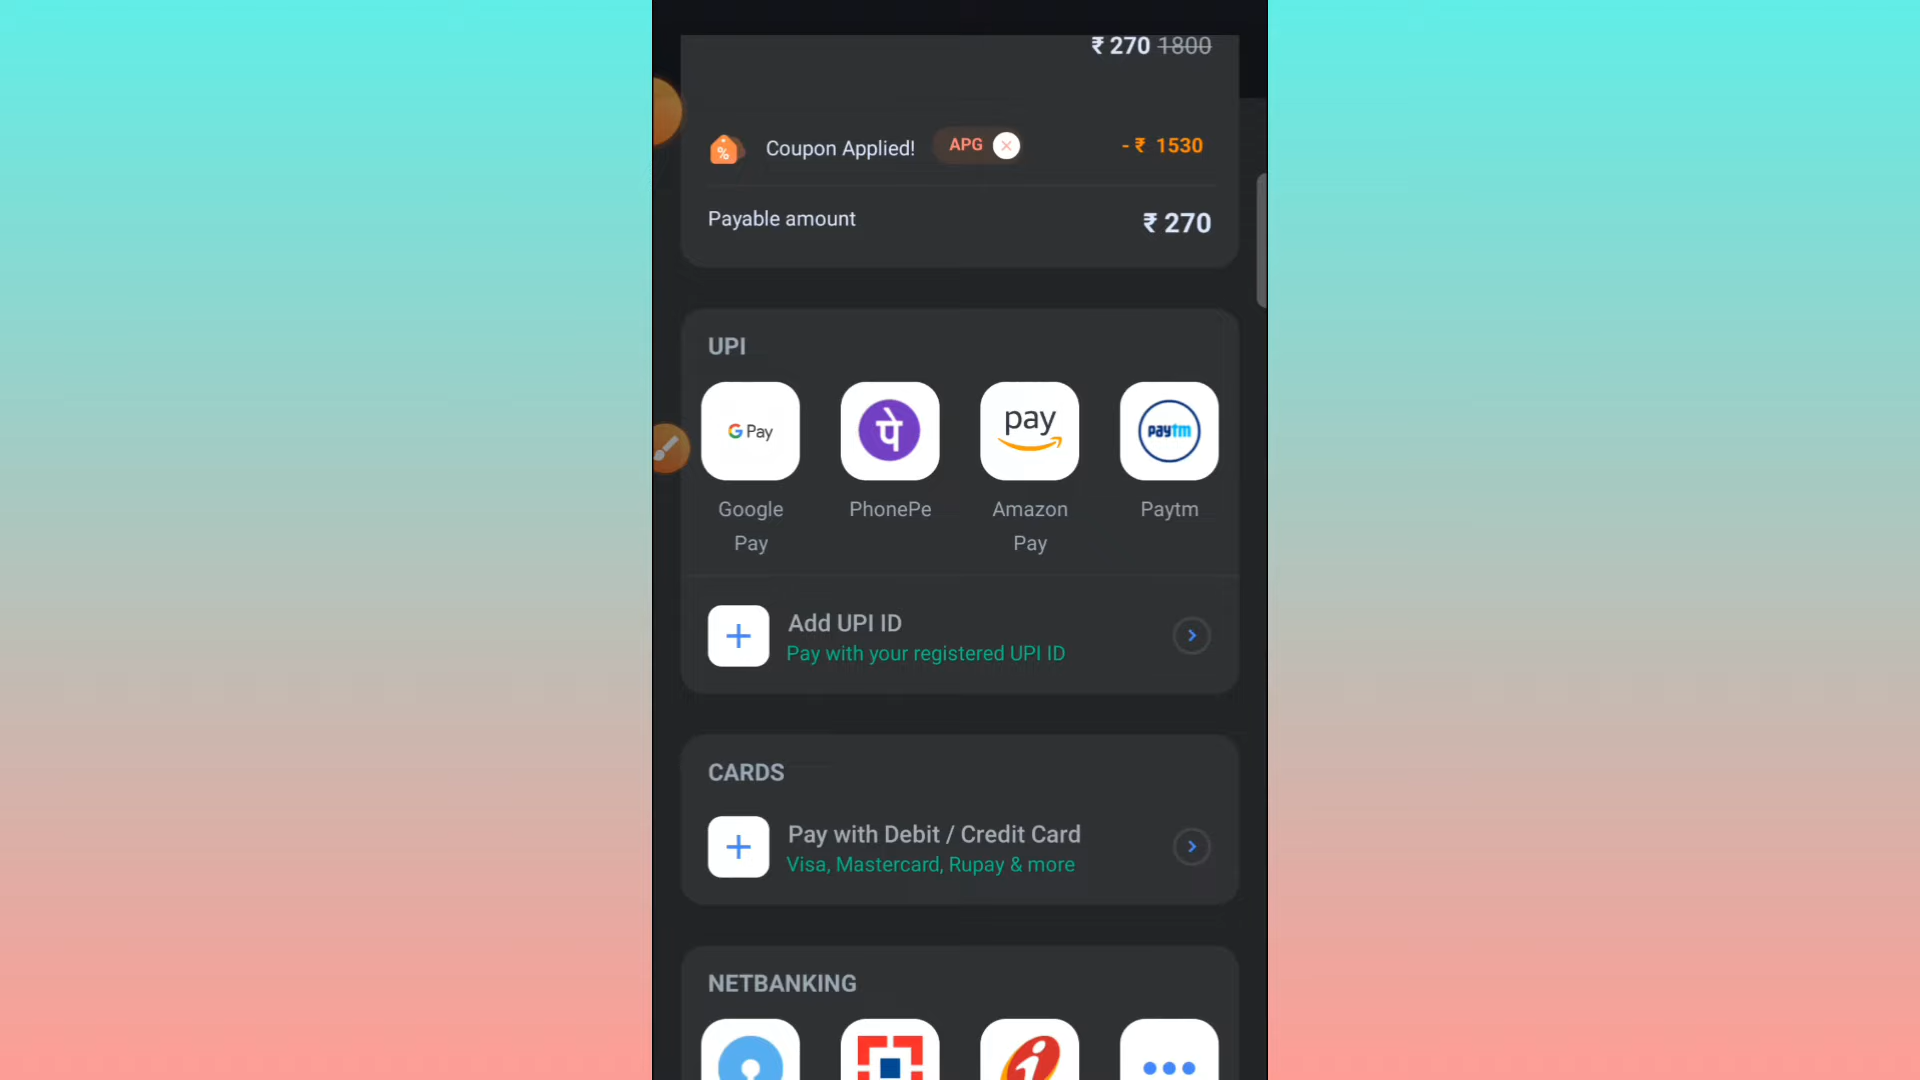 ₹ 270 1800
% Coupon Applied! APG - ₹ 1530
Payable amount ₹ 270
UPI
G Pay पे pay paytm
Google Pay
PhonePe
Amazon Pay
Paytm
Add UPI ID
Pay with your registered UPI ID
CARDS
Pay with Debit / Credit Card
Visa, Mastercard, Rupay & more
NETBANKING